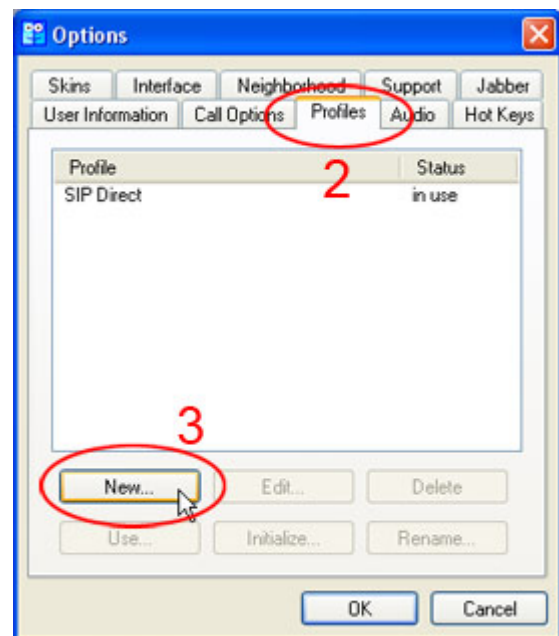 Options
Skins Interface Neighborhood Support Jabber
User Information Call Options Profiles Audio Hot Keys
Profile Status
2
SIP Direct in use
3
New... Edit... Delete
Use... Initialize... Rename...
OK Cancel